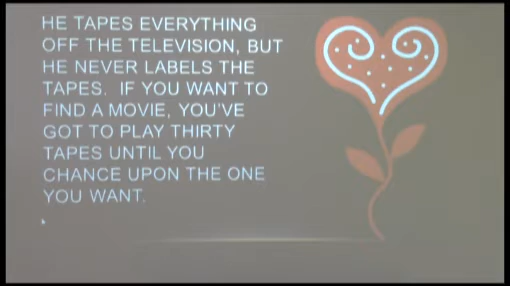 HE TAPES EVERYTHING
OFF THE TELEVISION, BUT
HE NEVER LABELS THE
TAPES.  IF YOU WANT TO
FIND A MOVIE, YOU'VE
GOT TO PLAY THIRTY
TAPES UNTIL YOU
CHANCE UPON THE ONE
YOU WANT.